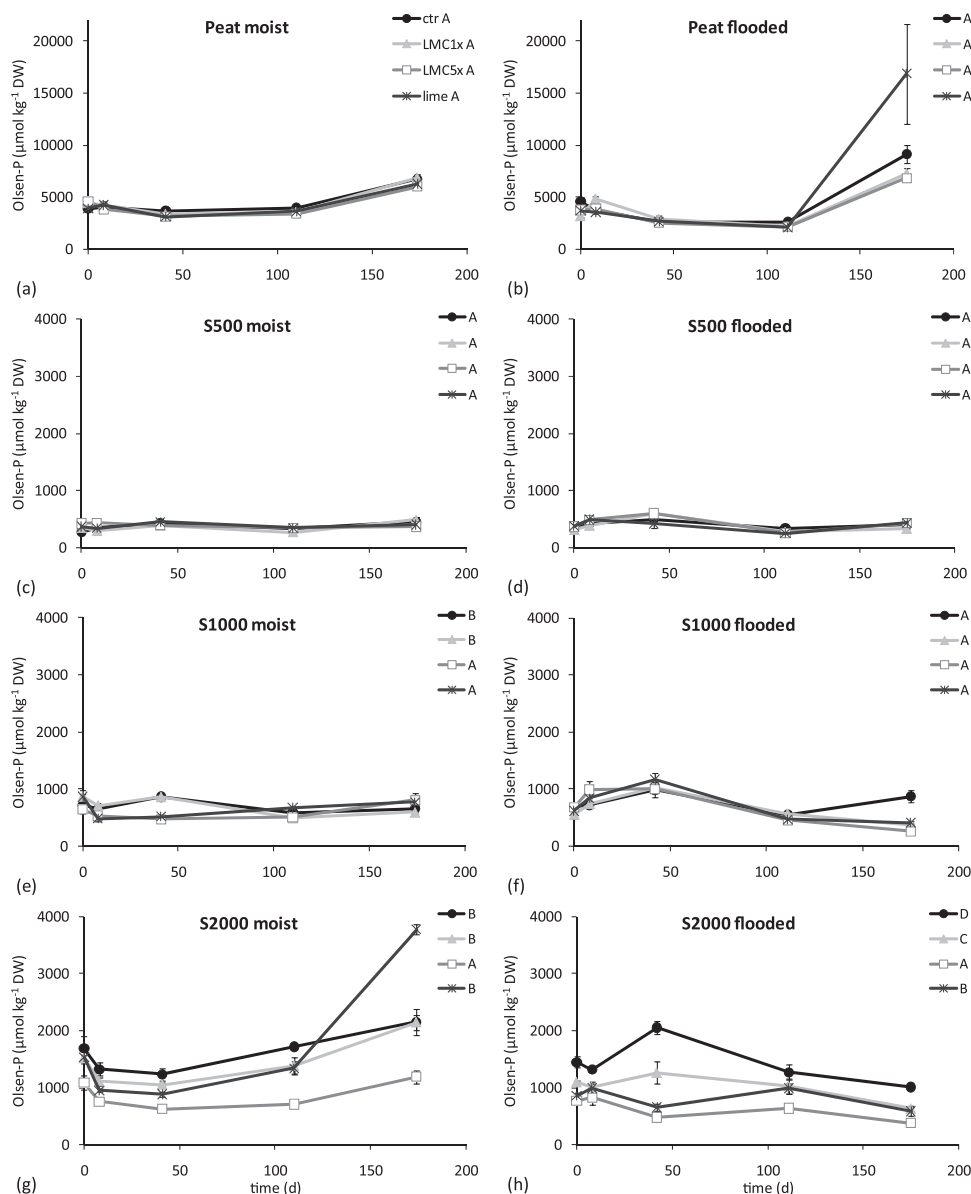 Peat moist
ctr A
LMC1x A
LMC5x A
lime A
Olsen-P (µmol kg⁻¹ DW)
20000
15000
10000
5000
0
0 50 100 150 200
(a)
Peat flooded
A
A
A
A
Olsen-P (µmol kg⁻¹ DW)
20000
15000
10000
5000
0
0 50 100 150 200
(b)
S500 moist
A
A
A
A
Olsen-P (µmol kg⁻¹ DW)
4000
3000
2000
1000
0
0 50 100 150 200
(c)
S500 flooded
A
A
A
A
Olsen-P (µmol kg⁻¹ DW)
4000
3000
2000
1000
0
0 50 100 150 200
(d)
S1000 moist
B
B
A
A
Olsen-P (µmol kg⁻¹ DW)
4000
3000
2000
1000
0
0 50 100 150 200
(e)
S1000 flooded
A
A
A
A
Olsen-P (µmol kg⁻¹ DW)
4000
3000
2000
1000
0
0 50 100 150 200
(f)
S2000 moist
B
B
A
B
Olsen-P (µmol kg⁻¹ DW)
4000
3000
2000
1000
0
0 50 100 150 200
time (d)
(g)
S2000 flooded
D
C
A
B
Olsen-P (µmol kg⁻¹ DW)
4000
3000
2000
1000
0
0 50 100 150 200
time (d)
(h)